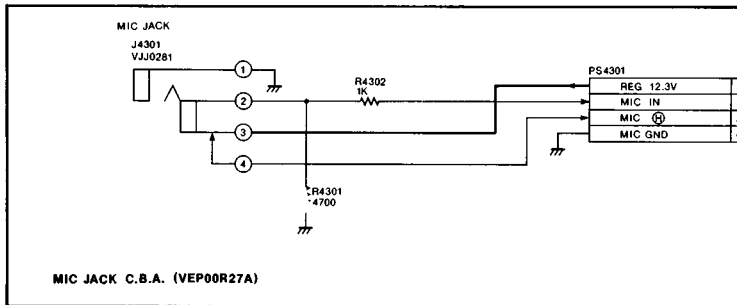 MIC JACK
J4301
VJJ0281
1
2
3
4
R4302
1K
R4301
4700
PS4301
REG 12.3V
MIC IN
MIC Ⓗ
MIC GND
MIC JACK C.B.A. (VEP00R27A)